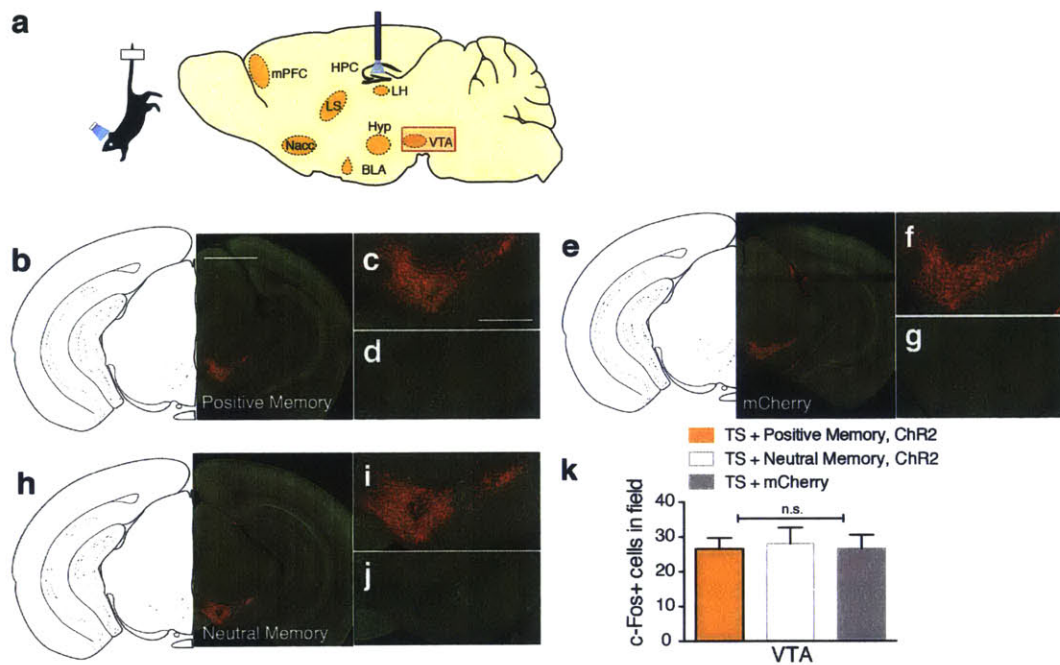 a
mPFC
HPC
LH
LS
Hyp
Nacc
VTA
BLA
b
c
d
Positive Memory
e
f
g
mCherry
TS + Positive Memory, ChR2
TS + Neutral Memory, ChR2
TS + mCherry
h
i
j
Neutral Memory
k
n.s.
40
30
20
10
0
c-Fos+ cells in field
VTA